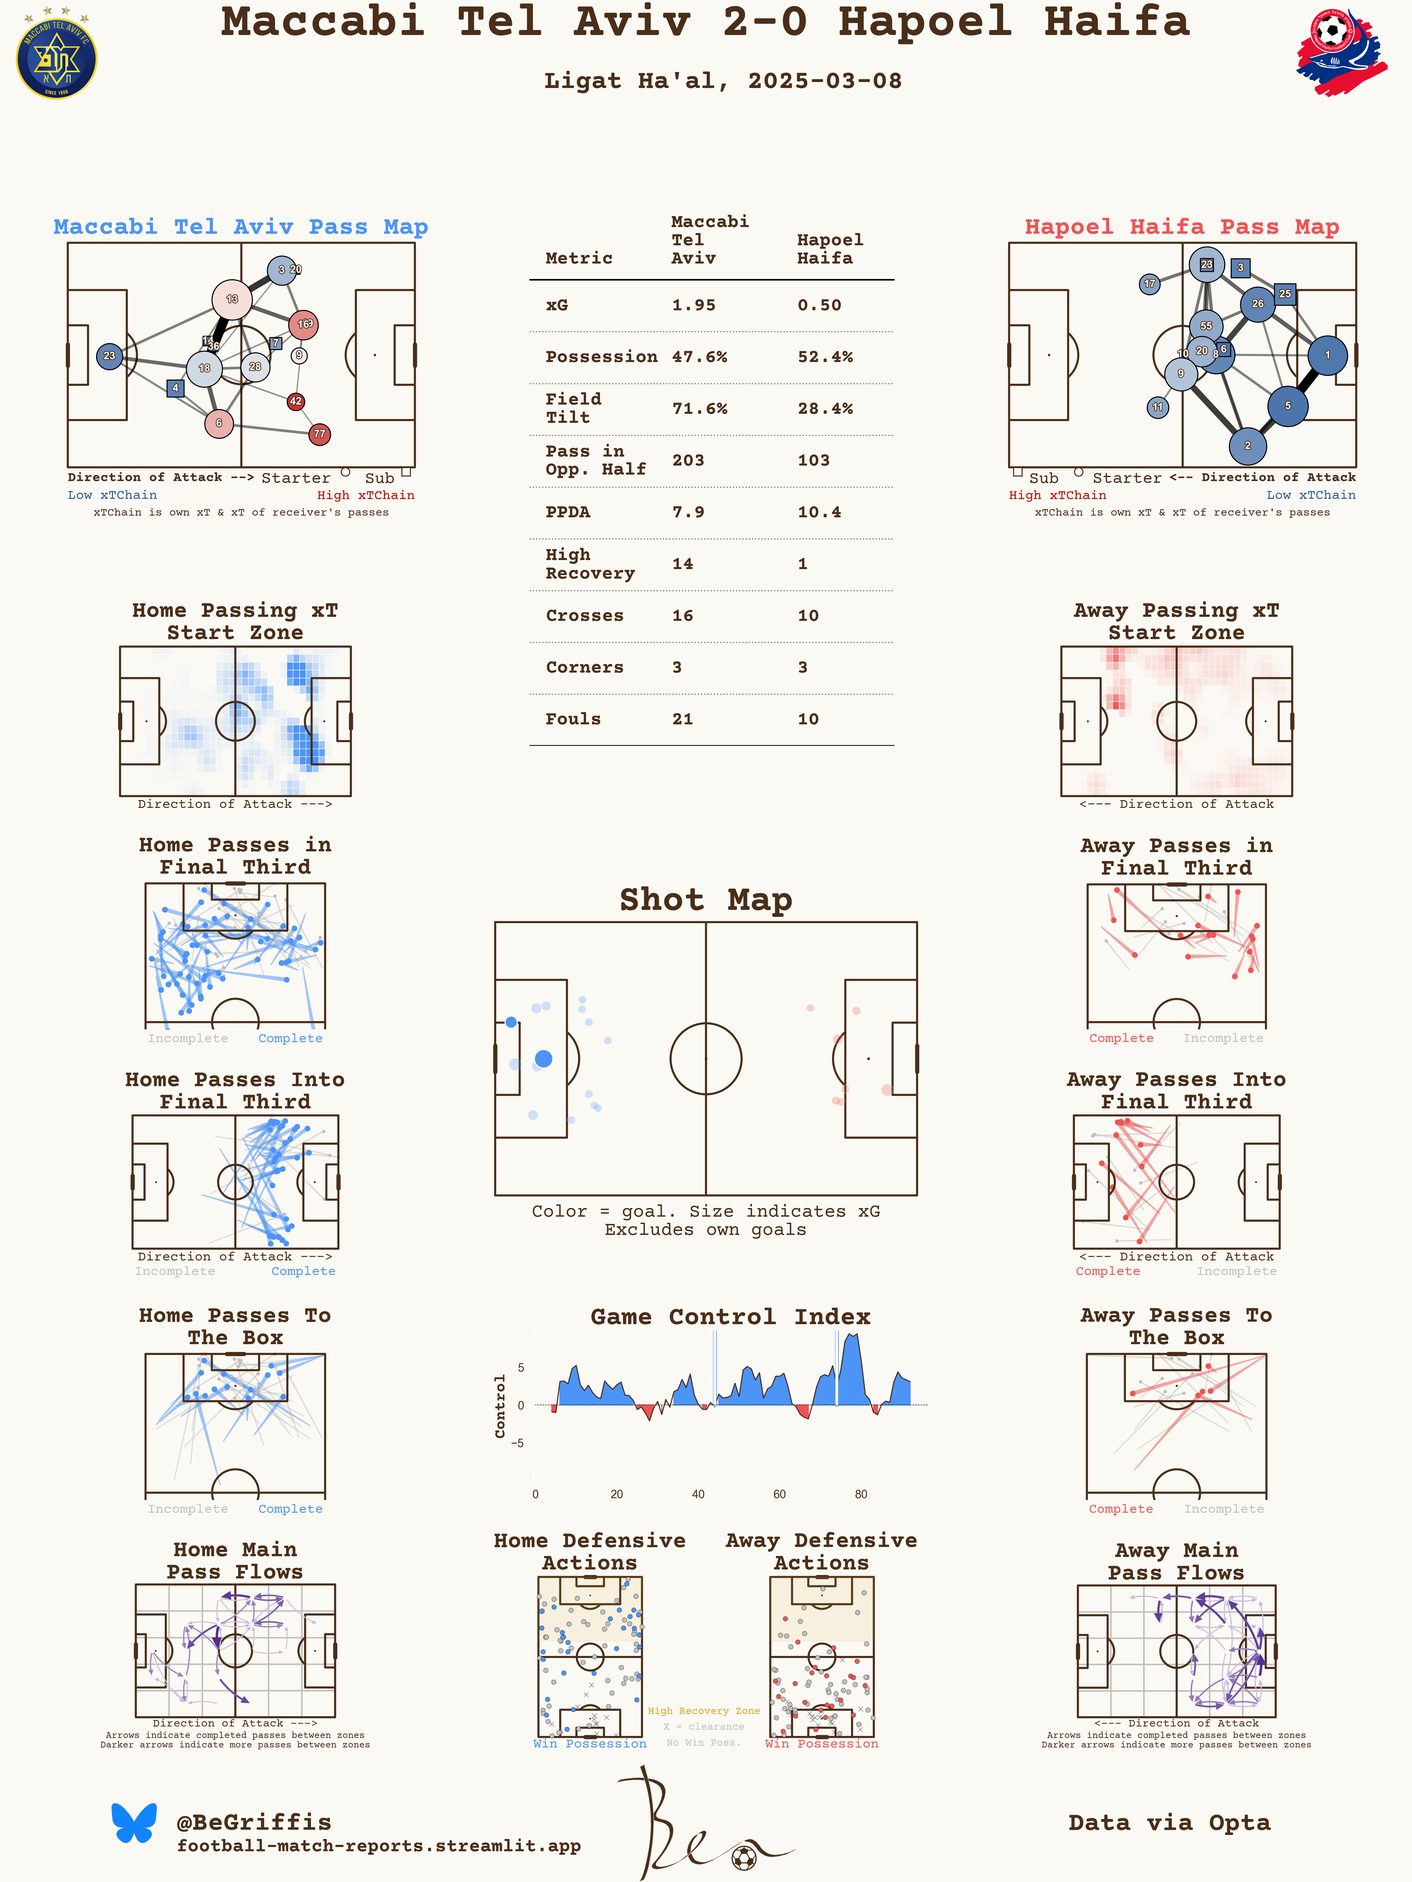 Maccabi Tel Aviv 2-0 Hapoel Haifa
Ligat Ha'al, 2025-03-08
MACCABI TEL AVIV FC
SINCE 1906
Maccabi Tel Aviv Pass Map
3 20
13
169
14
36
7
9
23
18
28
4
42
6
77
Direction of Attack --> Starter Sub
Low xTChain High xTChain
xTChain is own xT & xT of receiver's passes
Metric Maccabi Tel Aviv Hapoel Haifa
xG 1.95 0.50
Possession 47.6% 52.4%
Field Tilt 71.6% 28.4%
Pass in Opp. Half 203 103
PPDA 7.9 10.4
High Recovery 14 1
Crosses 16 10
Corners 3 3
Fouls 21 10
Hapoel Haifa Pass Map
23
3
17
25
26
55
20
6
10
8
1
9
11
5
2
Sub Starter <-- Direction of Attack
High xTChain Low xTChain
xTChain is own xT & xT of receiver's passes
Home Passing xT
Start Zone
Direction of Attack --->
Away Passing xT
Start Zone
<--- Direction of Attack
Home Passes in
Final Third
Incomplete Complete
Shot Map
Color = goal. Size indicates xG
Excludes own goals
Away Passes in
Final Third
Complete Incomplete
Home Passes Into
Final Third
Direction of Attack --->
Incomplete Complete
Away Passes Into
Final Third
<--- Direction of Attack
Complete Incomplete
Home Passes To
The Box
Incomplete Complete
Game Control Index
Control
5
0
−5
0 20 40 60 80
Away Passes To
The Box
Complete Incomplete
Home Main
Pass Flows
Direction of Attack --->
Arrows indicate completed passes between zones
Darker arrows indicate more passes between zones
Home Defensive
Actions
Win Possession
High Recovery Zone
X = clearance
No Win Poss.
Away Defensive
Actions
Win Possession
Away Main
Pass Flows
<--- Direction of Attack
Arrows indicate completed passes between zones
Darker arrows indicate more passes between zones
@BeGriffis
football-match-reports.streamlit.app
Ben
Data via Opta